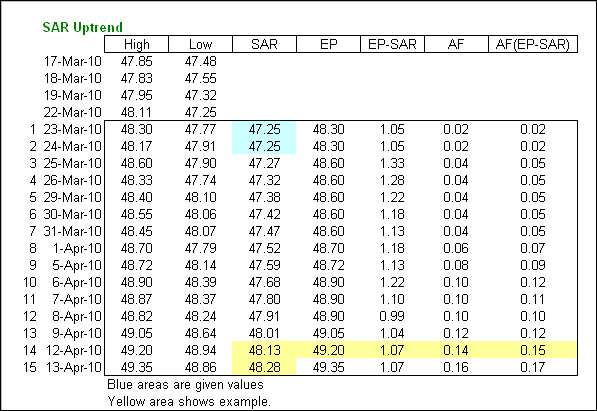 SAR Uptrend
High Low SAR EP EP-SAR AF AF(EP-SAR)
17-Mar-10 47.85 47.48
18-Mar-10 47.83 47.55
19-Mar-10 47.95 47.32
22-Mar-10 48.11 47.25
1 23-Mar-10 48.30 47.77 47.25 48.30 1.05 0.02 0.02
2 24-Mar-10 48.17 47.91 47.25 48.30 1.05 0.02 0.02
3 25-Mar-10 48.60 47.90 47.27 48.60 1.33 0.04 0.05
4 26-Mar-10 48.33 47.74 47.32 48.60 1.28 0.04 0.05
5 29-Mar-10 48.40 48.10 47.38 48.60 1.22 0.04 0.05
6 30-Mar-10 48.55 48.06 47.42 48.60 1.18 0.04 0.05
7 31-Mar-10 48.45 48.07 47.47 48.60 1.13 0.04 0.05
8 1-Apr-10 48.70 47.79 47.52 48.70 1.18 0.06 0.07
9 5-Apr-10 48.72 48.14 47.59 48.72 1.13 0.08 0.09
10 6-Apr-10 48.90 48.39 47.68 48.90 1.22 0.10 0.12
11 7-Apr-10 48.87 48.37 47.80 48.90 1.10 0.10 0.11
12 8-Apr-10 48.82 48.24 47.91 48.90 0.99 0.10 0.10
13 9-Apr-10 49.05 48.64 48.01 49.05 1.04 0.12 0.12
14 12-Apr-10 49.20 48.94 48.13 49.20 1.07 0.14 0.15
15 13-Apr-10 49.35 48.86 48.28 49.35 1.07 0.16 0.17
Blue areas are given values
Yellow area shows example.